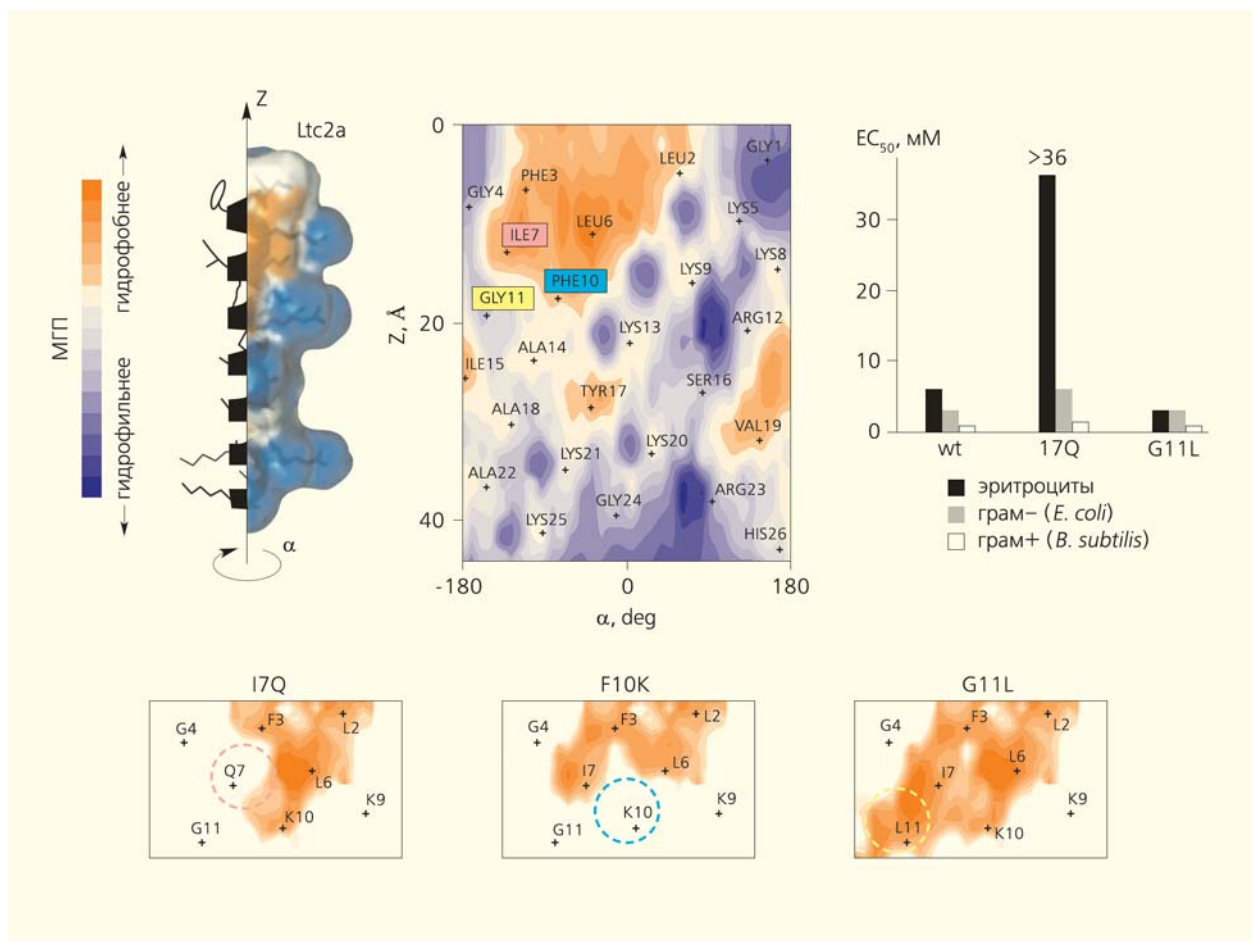 Z
Ltc2a
МГП
гидрофобнее
гидрофильнее
α
Z, Å
0
20
40
-180
0
180
α, deg
LEU2
GLY1
PHE3
GLY4
LYS5
LEU6
ILE7
LYS8
LYS9
PHE10
GLY11
ARG12
LYS13
ALA14
ILE15
SER16
TYR17
ALA18
VAL19
LYS20
LYS21
ALA22
ARG23
GLY24
LYS25
HIS26
EC50, мМ
>36
30
20
10
0
wt
17Q
G11L
эритроциты
грам− (E. coli)
грам+ (B. subtilis)
I7Q
G4
F3
L2
Q7
L6
K9
G11
K10
F10K
G4
F3
L2
I7
L6
K9
G11
K10
G11L
G4
F3
L2
I7
L6
K9
L11
K10